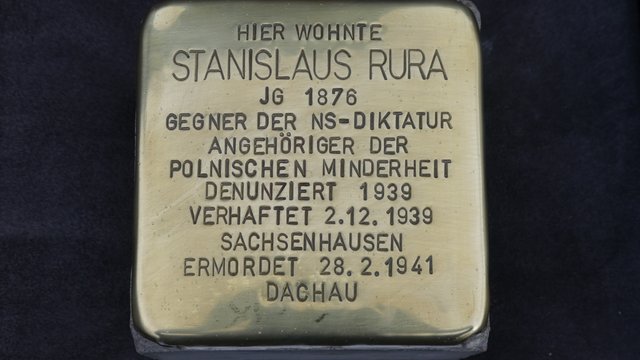 HIER WOHNTE
STANISLAUS RURA
JG 1876
GEGNER DER NS-DIKTATUR
ANGEHÖRIGER DER
POLNISCHEN MINDERHEIT
DENUNZIERT 1939
VERHAFTET 2.12.1939
SACHSENHAUSEN
ERMORDET 28.2.1941
DACHAU